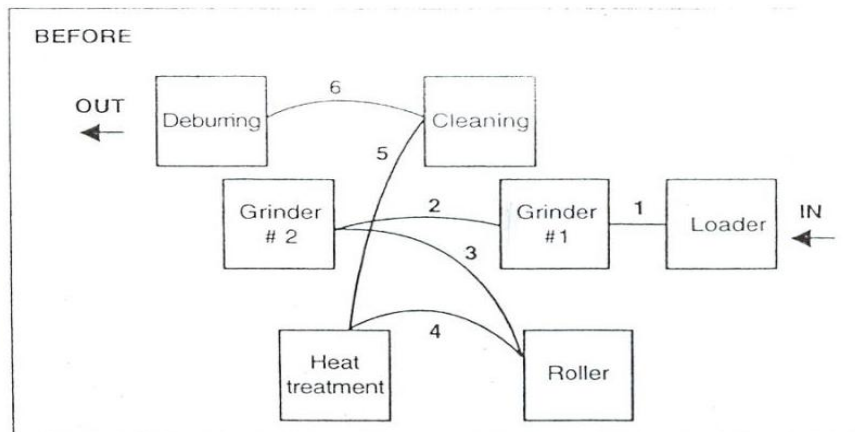 BEFORE
6
OUT
Deburring
Cleaning
5
Grinder
# 2
2
Grinder
#1
1
Loader
IN
3
4
Heat
treatment
Roller